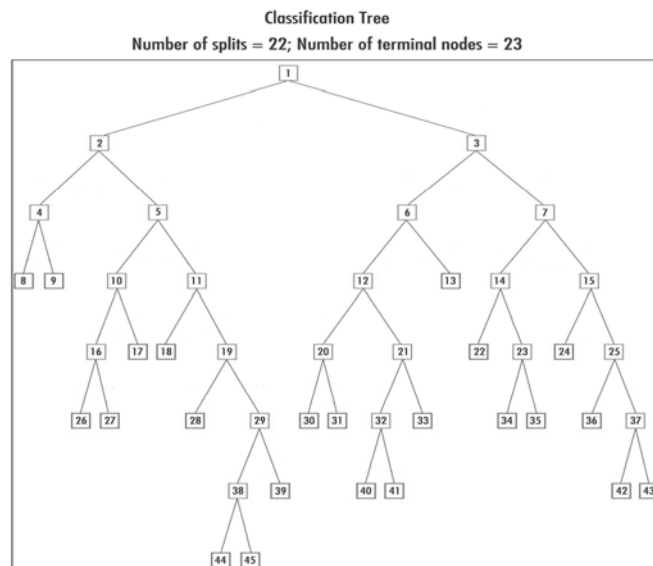 Classification Tree
Number of splits = 22; Number of terminal nodes = 23
1
2 3
4 5 6 7
8 9 10 11 12 13 14 15
16 17 18 19 20 21 22 23 24 25
26 27 28 29 30 31 32 33 34 35 36 37
38 39 40 41 42 43
44 45